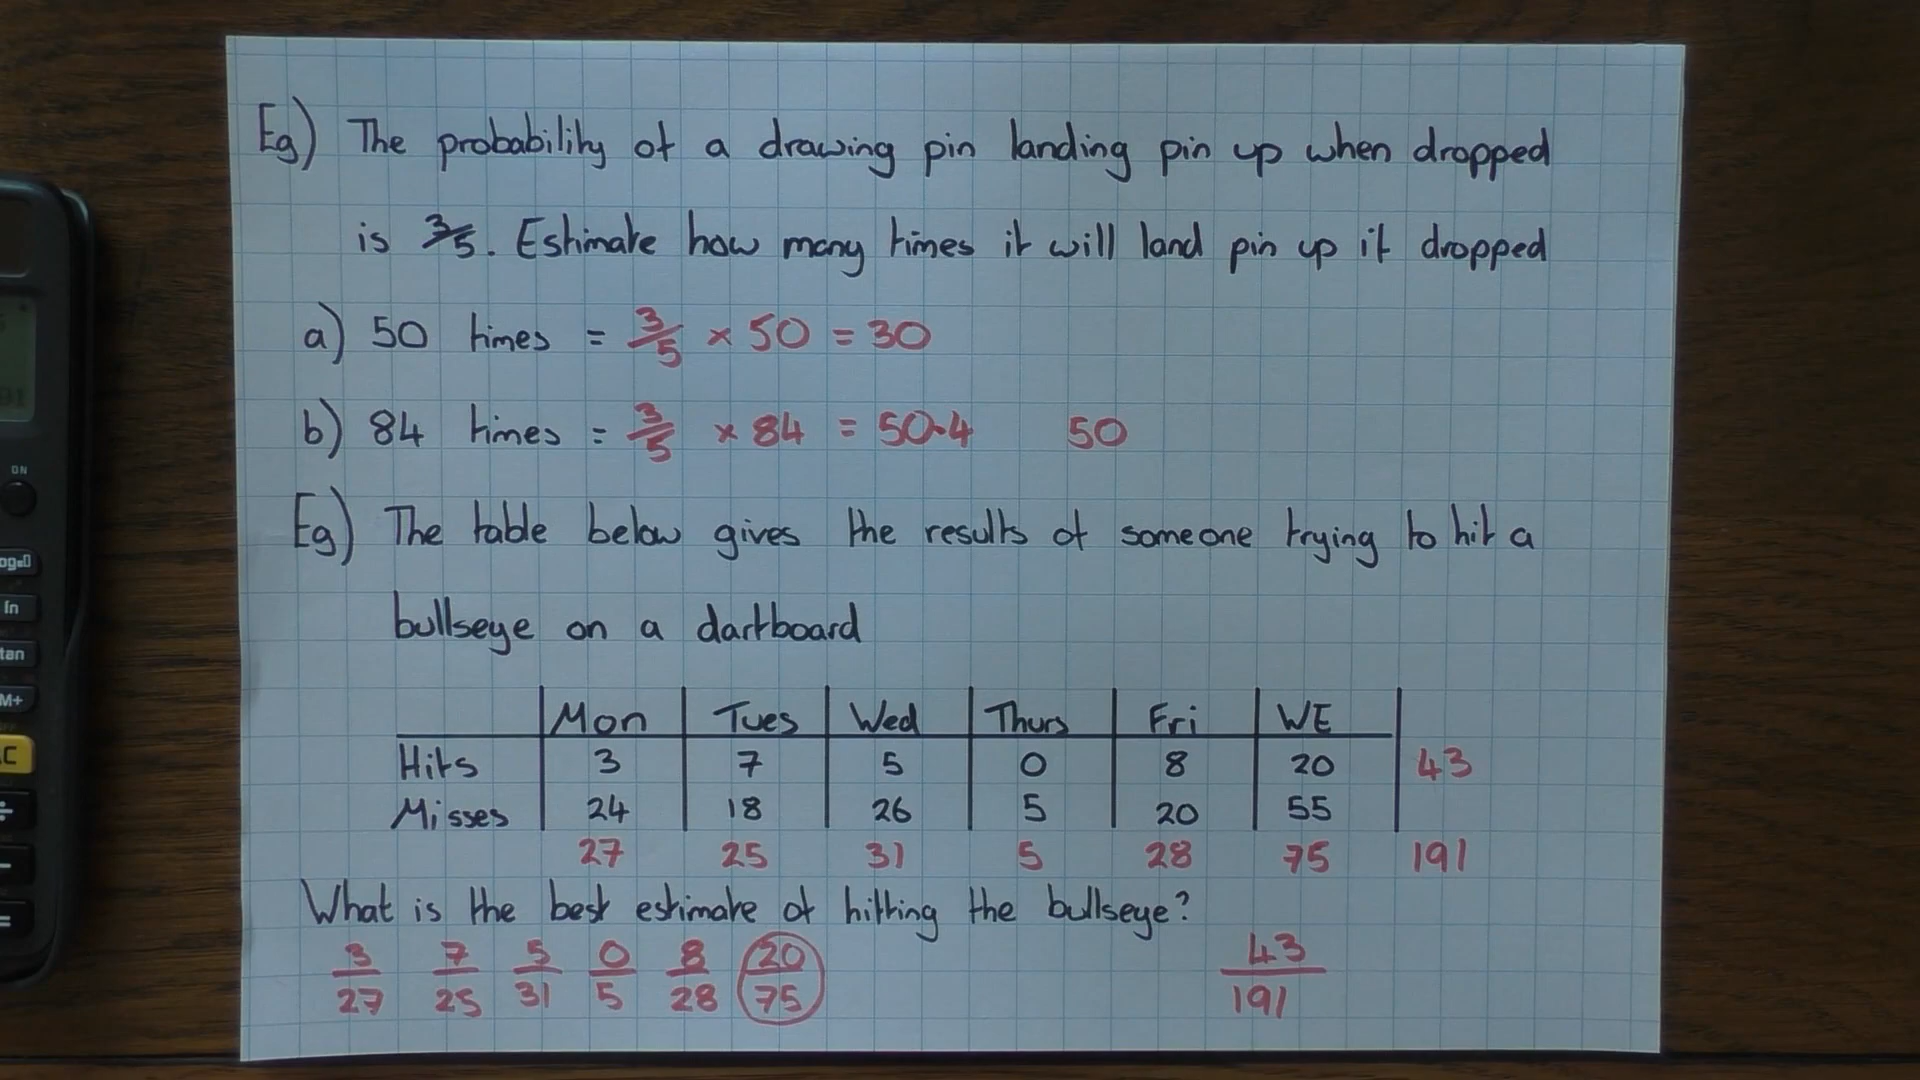 Eg) The probability of a drawing pin landing pin up when dropped
is 3/5. Estimate how many times it will land pin up if dropped
a) 50 times = 3/5 × 50 = 30
b) 84 times = 3/5 × 84 = 50.4 50
Eg) The table below gives the results of someone trying to hit a
bullseye on a dartboard
Mon Tues Wed Thurs Fri WE
Hits 3 7 5 0 8 20 43
Misses 24 18 26 5 20 55
27 25 31 5 28 75 191
What is the best estimate of hitting the bullseye?
3/27 7/25 5/31 0/5 8/28 20/75 43/191
ON
ln
tan
M+
=